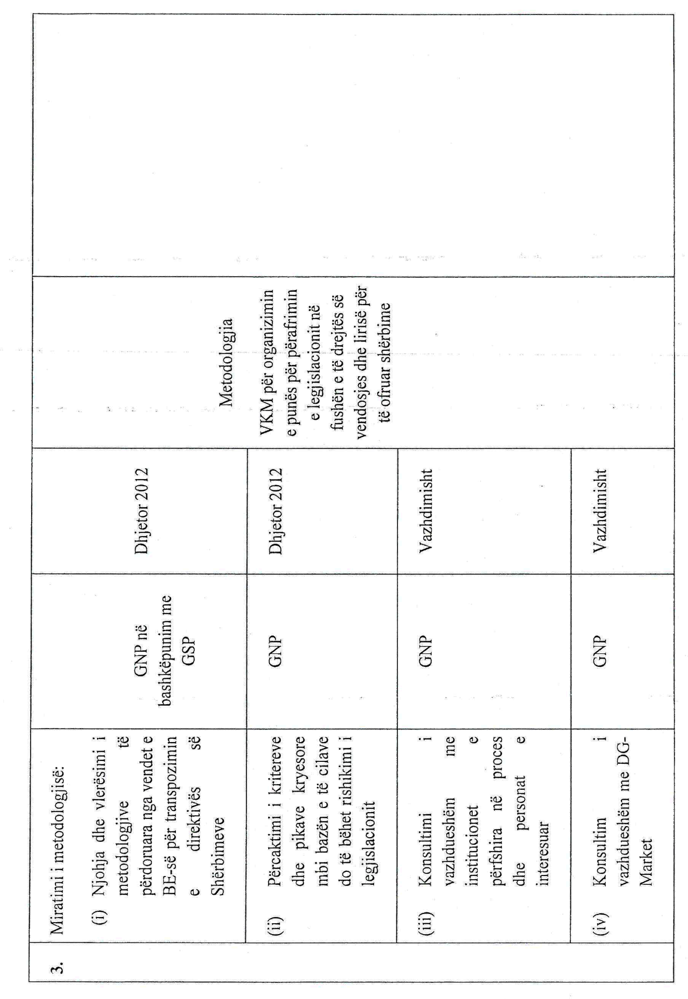 3.
Miratimi i metodologjisë:
(i) Njohja dhe vlerësimi i
metodologjive të
përdoruara nga vendet e
BE-së për transpozimin
e direktivës së
Shërbimeve
GNP në
bashkëpunim me
GSP
Dhjetor 2012
Metodologjia
VKM për organizimin
e punës për përafrimin
e legjislacionit në
fushën e të drejtës së
vendosjes dhe lirisë për
të ofruar shërbime
(ii) Përcaktimi i kritereve
dhe pikave kryesore
mbi bazën e të cilave
do të bëhet rishikimi i
legjislacionit
GNP
Dhjetor 2012
(iii) Konsultimi i
vazhdueshëm me
institucionet e
përfshira në proces
dhe personat e
interesuar
GNP
Vazhdimisht
(iv) Konsultim i
vazhdueshëm me DG-
Market
GNP
Vazhdimisht